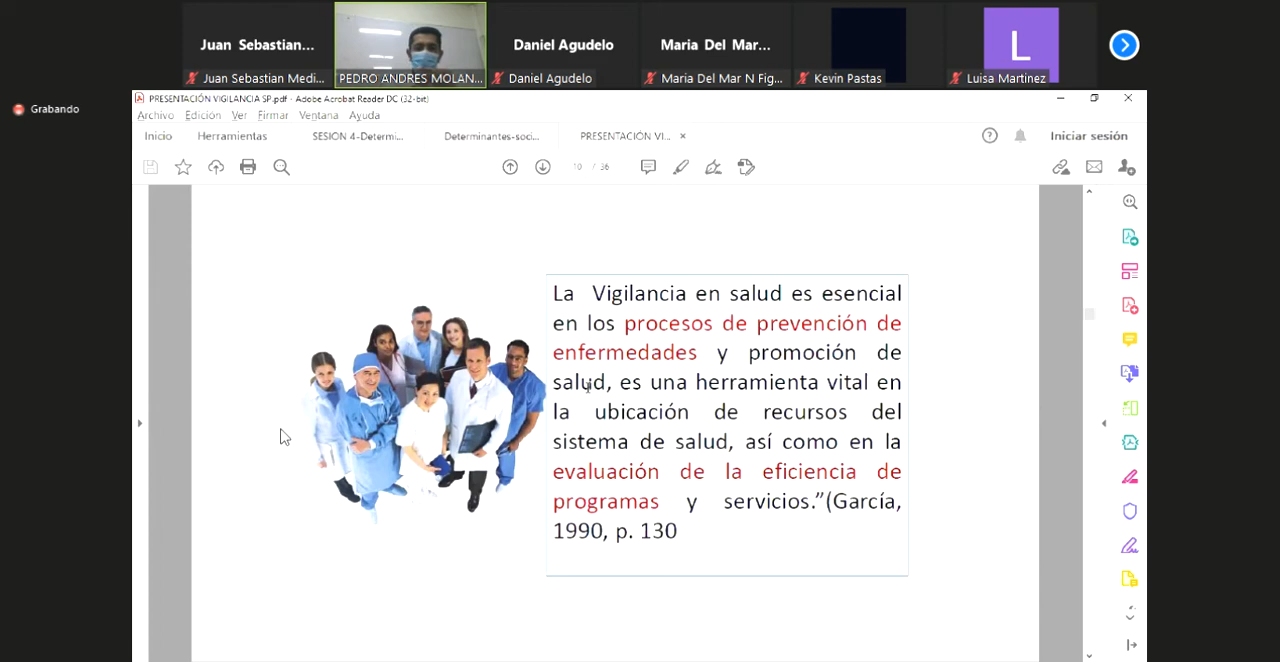 Juan Sebastian...
Daniel Agudelo
Maria Del Mar...
L
Juan Sebastian Medi...
PEDRO ANDRES MOLAN...
Daniel Agudelo
Maria Del Mar N Fig...
Kevin Pastas
Luisa Martinez
Grabando
PRESENTACIÓN VIGILANCIA SP.pdf - Adobe Acrobat Reader DC (32-bit)
Archivo Edición Ver Firmar Ventana Ayuda
Inicio Herramientas SESION 4-Determi... Determinantes-soci... PRESENTACIÓN VI... × Iniciar sesión
10 / 36
La Vigilancia en salud es esencial
en los procesos de prevención de
enfermedades y promoción de
salud, es una herramienta vital en
la ubicación de recursos del
sistema de salud, así como en la
evaluación de la eficiencia de
programas y servicios.”(García,
1990, p. 130